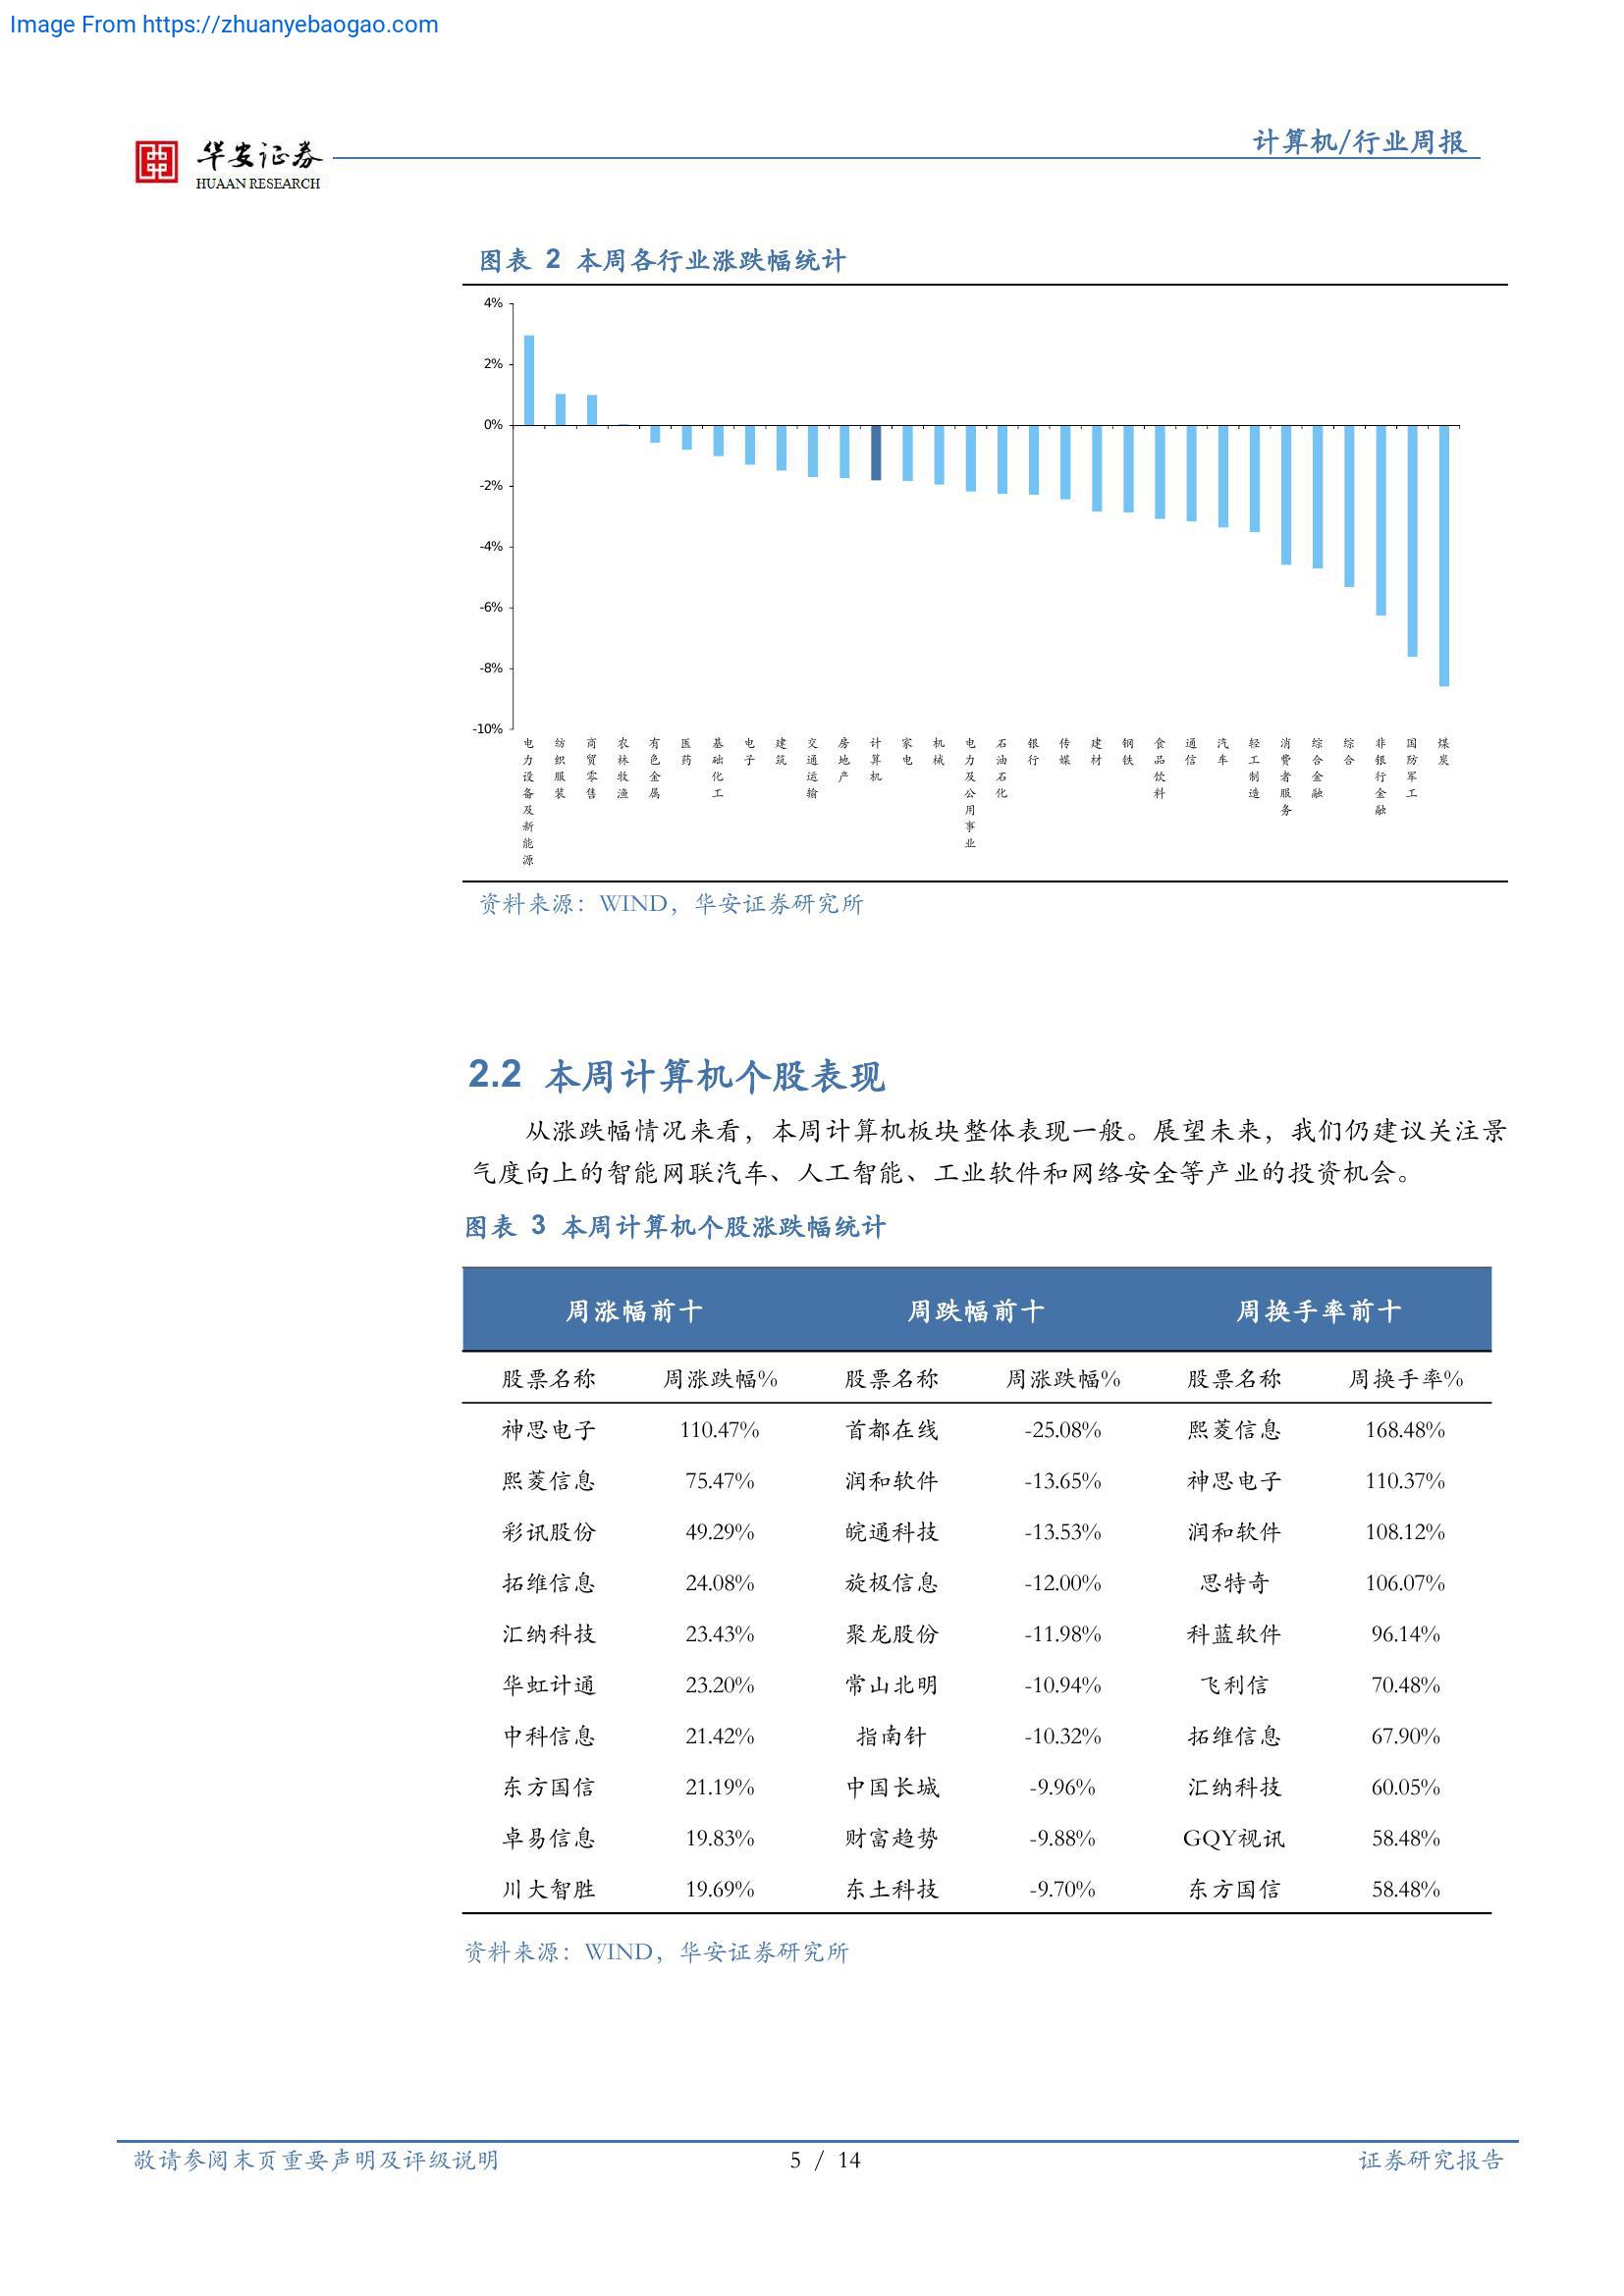 Image From https://zhuanyebaogao.com
华安证券
HUAAN RESEARCH
计算机/行业周报
图表 2 本周各行业涨跌幅统计
4%
2%
0%
-2%
-4%
-6%
-8%
-10%
电力设备及新能源
纺织服装
商贸零售
农林牧渔
有色金属
医药
基础化工
电子
建筑
交通运输
房地产
计算机
家电
机械
电力及公用事业
石油石化
银行
传媒
建材
钢铁
食品饮料
通信
汽车
轻工制造
消费者服务
综合金融
综合
非银行金融
国防军工
煤炭
资料来源：WIND，华安证券研究所
2.2 本周计算机个股表现
从涨跌幅情况来看，本周计算机板块整体表现一般。展望未来，我们仍建议关注景
气度向上的智能网联汽车、人工智能、工业软件和网络安全等产业的投资机会。
图表 3 本周计算机个股涨跌幅统计
周涨幅前十 周跌幅前十 周换手率前十
股票名称 周涨跌幅% 股票名称 周涨跌幅% 股票名称 周换手率%
神思电子 110.47% 首都在线 -25.08% 熙菱信息 168.48%
熙菱信息 75.47% 润和软件 -13.65% 神思电子 110.37%
彩讯股份 49.29% 皖通科技 -13.53% 润和软件 108.12%
拓维信息 24.08% 旋极信息 -12.00% 思特奇 106.07%
汇纳科技 23.43% 聚龙股份 -11.98% 科蓝软件 96.14%
华虹计通 23.20% 常山北明 -10.94% 飞利信 70.48%
中科信息 21.42% 指南针 -10.32% 拓维信息 67.90%
东方国信 21.19% 中国长城 -9.96% 汇纳科技 60.05%
卓易信息 19.83% 财富趋势 -9.88% GQY视讯 58.48%
川大智胜 19.69% 东土科技 -9.70% 东方国信 58.48%
资料来源：WIND，华安证券研究所
敬请参阅末页重要声明及评级说明 5 / 14 证券研究报告